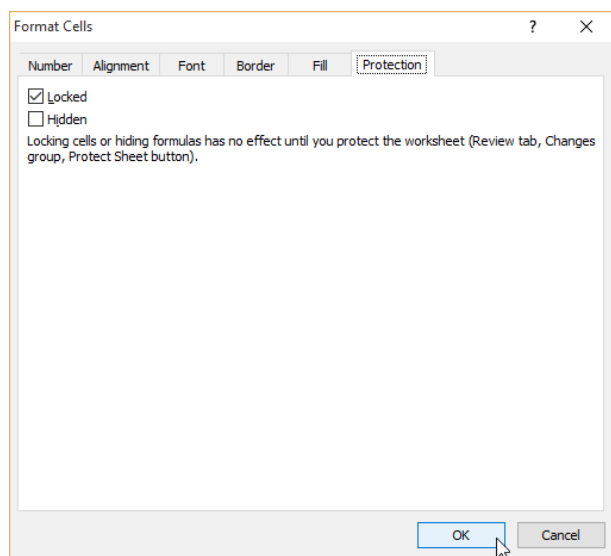 Format Cells
?
Number Alignment Font Border Fill Protection
Locked
Hidden
Locking cells or hiding formulas has no effect until you protect the worksheet (Review tab, Changes
group, Protect Sheet button).
OK Cancel